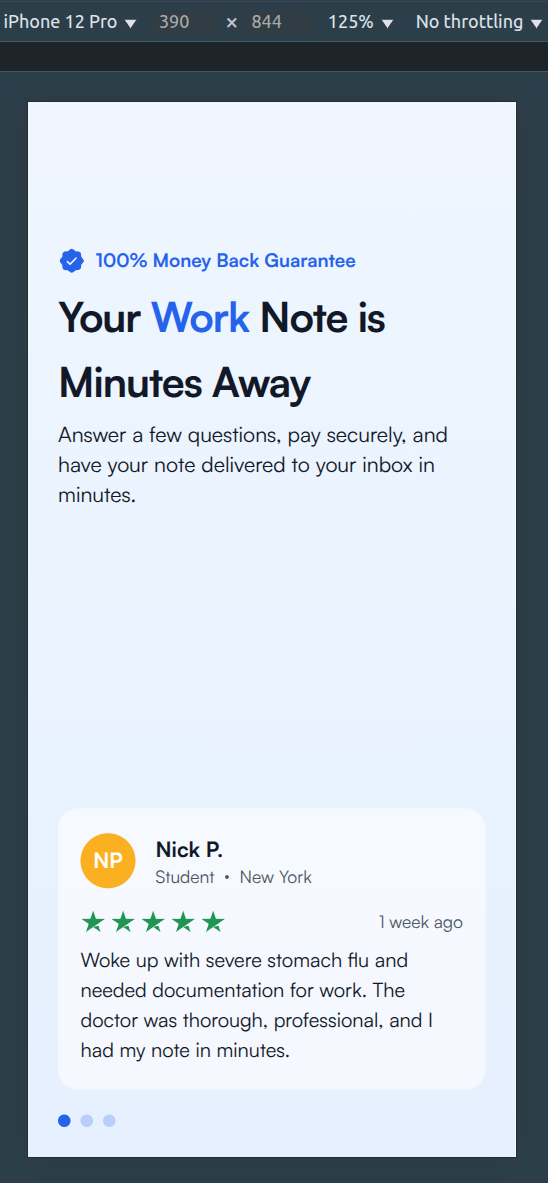 iPhone 12 Pro ▼ 390 × 844 125% ▼ No throttling ▼
100% Money Back Guarantee
Your Work Note is
Minutes Away
Answer a few questions, pay securely, and
have your note delivered to your inbox in
minutes.
NP
Nick P.
Student • New York
1 week ago
Woke up with severe stomach flu and
needed documentation for work. The
doctor was thorough, professional, and I
had my note in minutes.